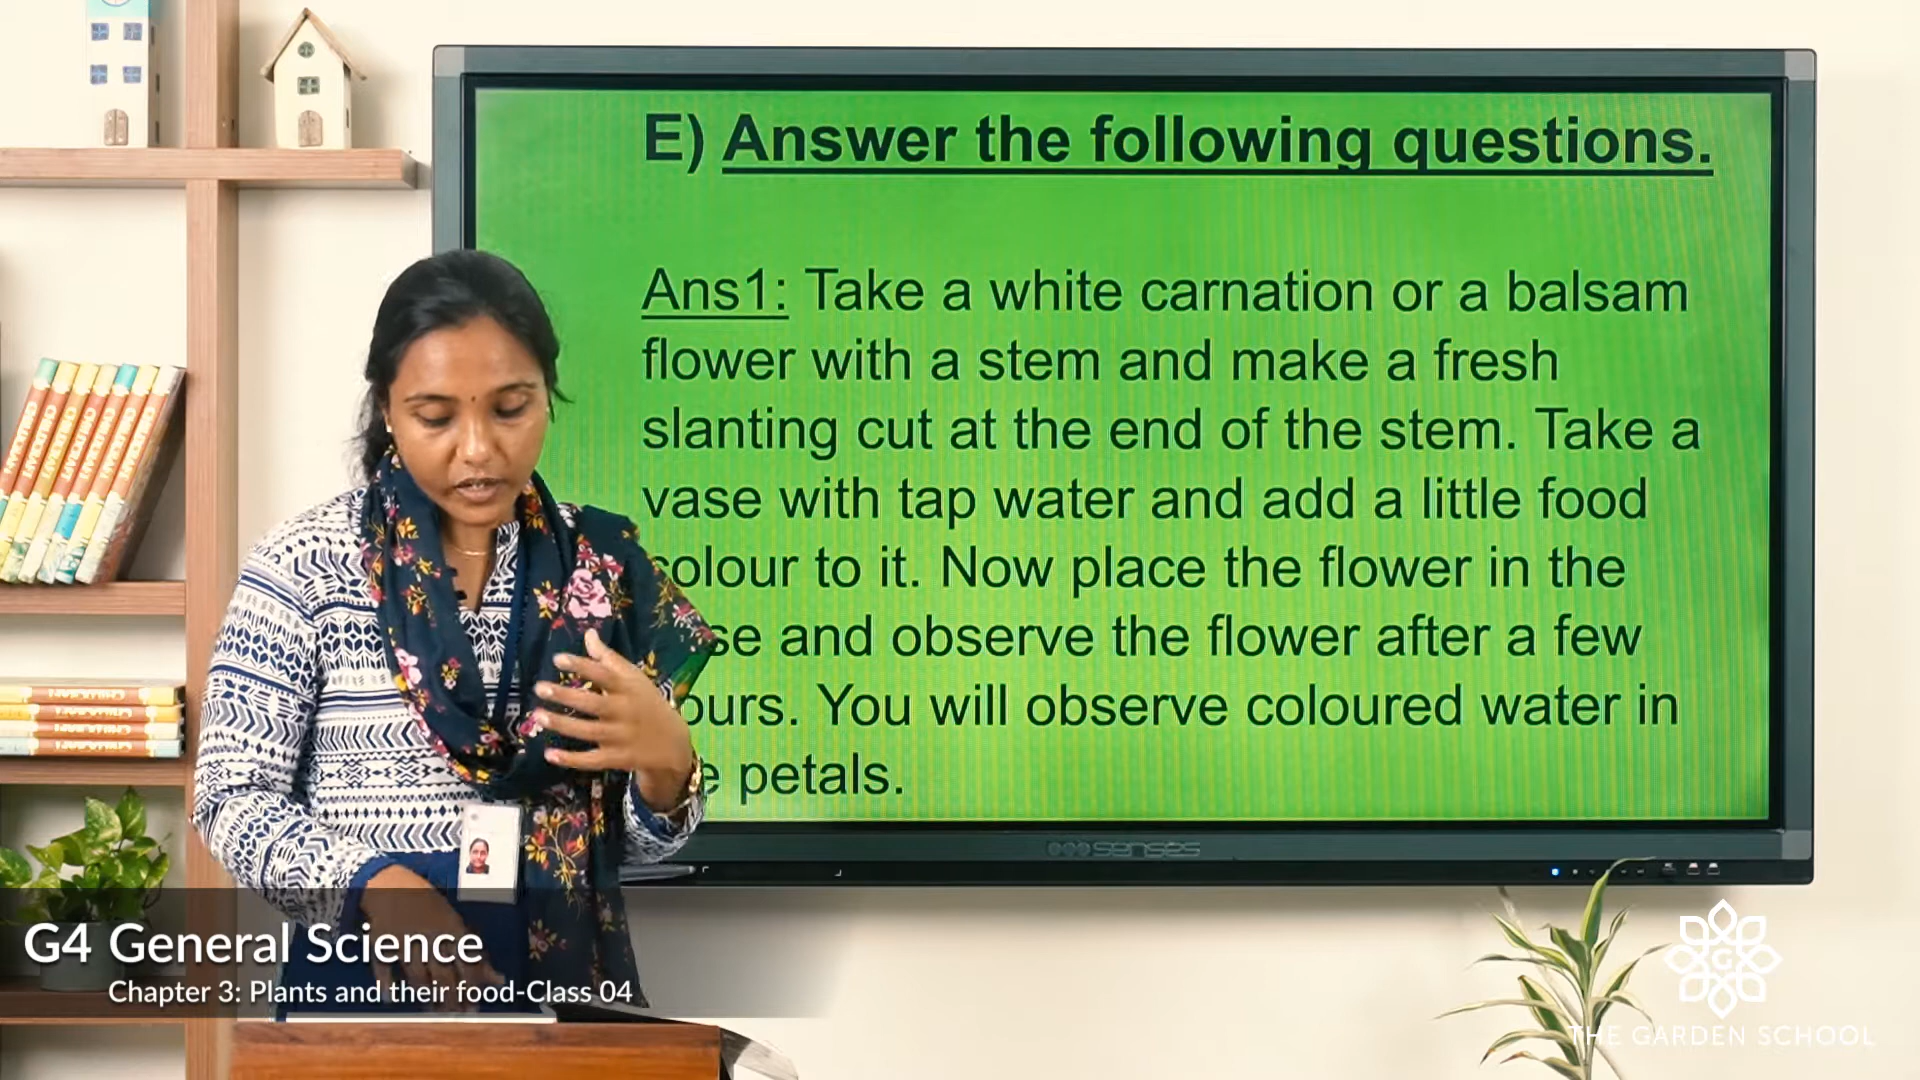 E) Answer the following questions.
Ans1: Take a white carnation or a balsam
flower with a stem and make a fresh
slanting cut at the end of the stem. Take a
vase with tap water and add a little food
colour to it. Now place the flower in the
se and observe the flower after a few
ours. You will observe coloured water in
e petals.
senses
G4 General Science
Chapter 3: Plants and their food-Class 04
G
THE GARDEN SCHOOL